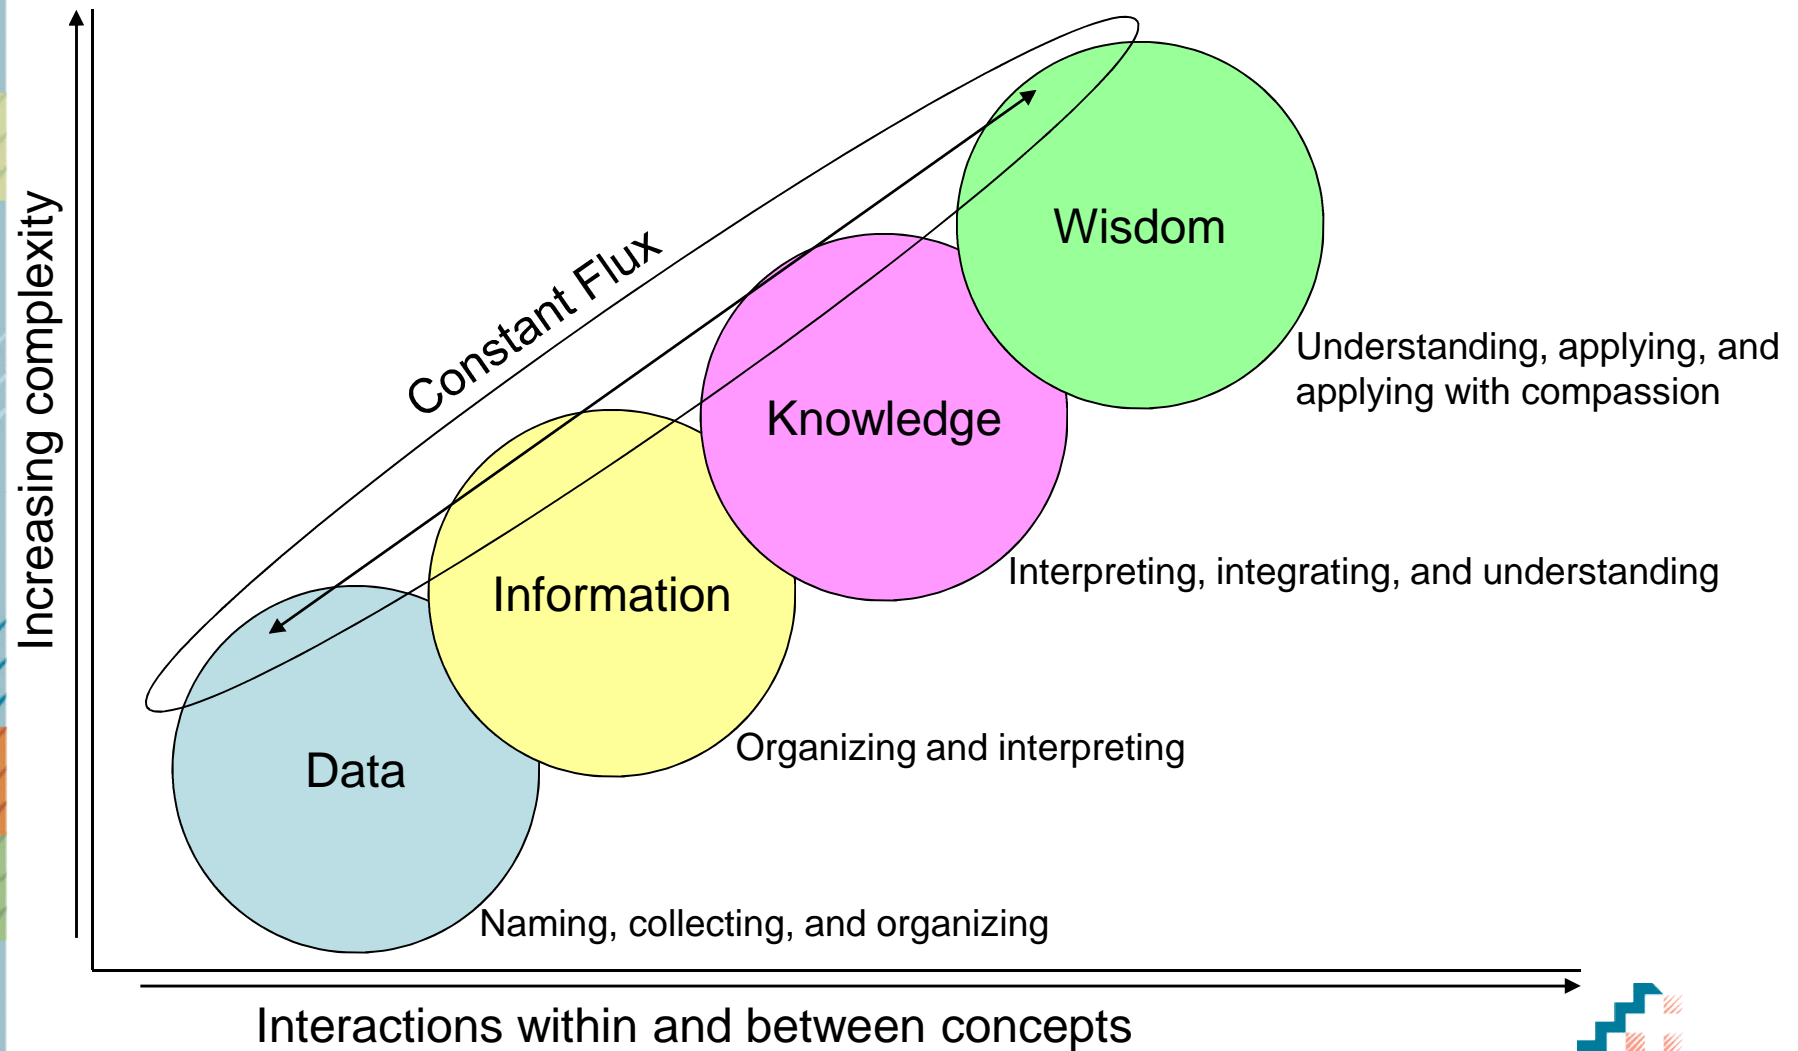 Increasing complexity
Constant Flux
Wisdom
Understanding, applying, and
applying with compassion
Knowledge
Interpreting, integrating, and understanding
Information
Organizing and interpreting
Data
Naming, collecting, and organizing
Interactions within and between concepts